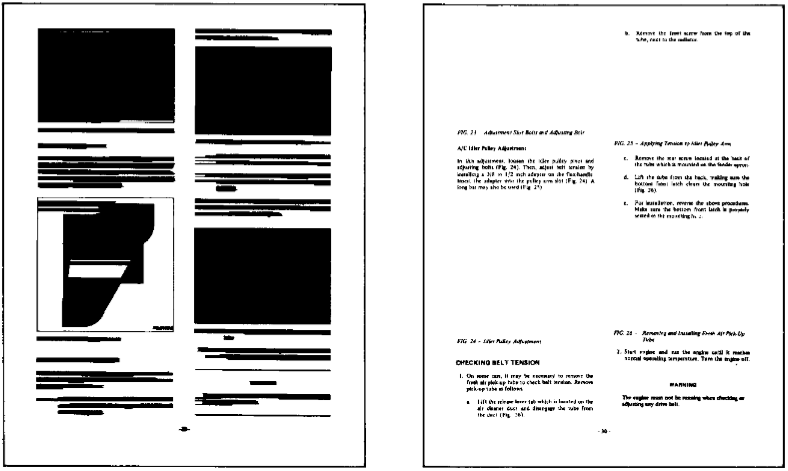 FIG. 23 Adjustment Slot Bolts and Adjusting Bolt
A/C Idler Pulley Adjustment
In this adjustment, loosen the idler pulley pivot and
adjusting bolts (Fig. 24). Then, adjust belt tension by
installing a 3/8 to 1/2 inch adapter on the flex-handle.
Insert the adapter into the pulley arm slot (Fig. 24). A
long bar may also be used (Fig. 25).
FIG. 24 - Idler Pulley Adjustment
CHECKING BELT TENSION
1. On some cars, it may be necessary to remove the
fresh air pick-up tube to check belt tension. Remove
pick-up tube as follows:
a. Lift the release lever tab which is located on the
air cleaner duct and disengage the tube from
the duct (Fig. 26).
b. Remove the front screw from the top of the
tube, next to the radiator.
FIG. 25 - Applying Tension to Idler Pulley Arm
c. Remove the rear screw located at the back of
the tube which is mounted on the fender apron.
d. Lift the tube from the back, making sure the
bottom front latch clears the mounting hole
(Fig. 26).
e. For installation, reverse the above procedures.
Make sure the bottom front latch is properly
seated in the mounting
FIG. 26 - Removing and Installing Fresh Air Pick-Up
Tube
2. Start engine and run the engine until it reaches
normal operating temperature. Turn the engine off.
WARNING
The engine must not be running when checking or
adjusting any drive belt.
- 30 -